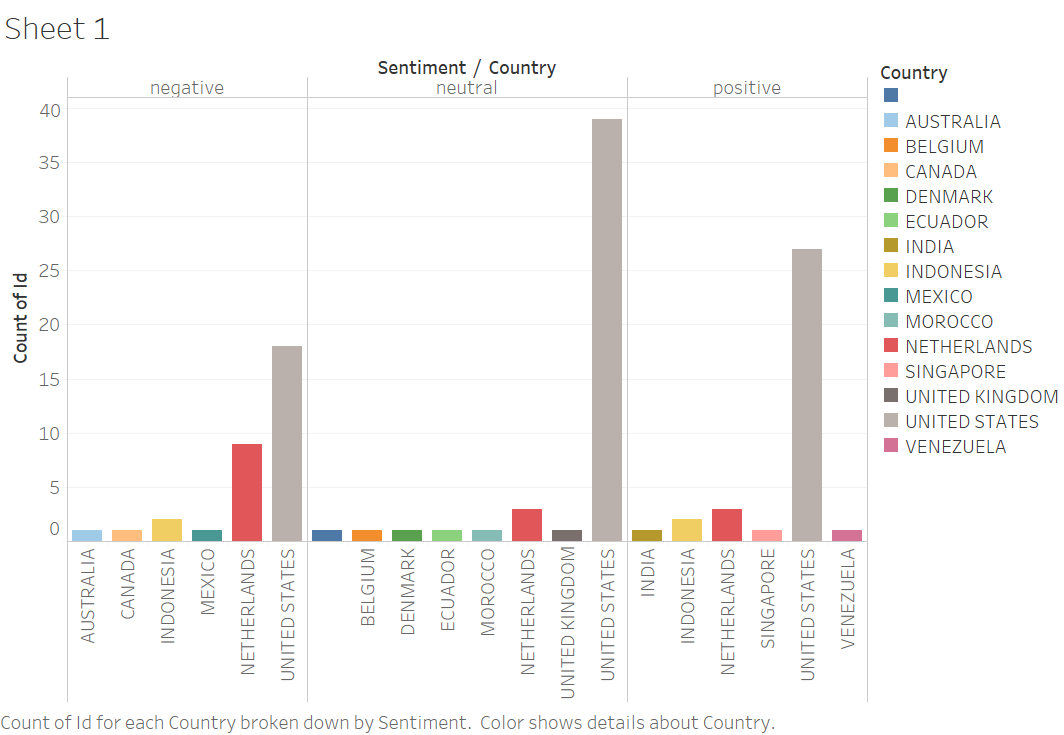 Sheet 1
Sentiment / Country
negative
neutral
positive
Count of Id
40
35
30
25
20
15
10
5
0
AUSTRALIA
CANADA
INDONESIA
MEXICO
NETHERLANDS
UNITED STATES
BELGIUM
DENMARK
ECUADOR
MOROCCO
NETHERLANDS
UNITED KINGDOM
UNITED STATES
INDIA
INDONESIA
NETHERLANDS
SINGAPORE
UNITED STATES
VENEZUELA
Country
AUSTRALIA
BELGIUM
CANADA
DENMARK
ECUADOR
INDIA
INDONESIA
MEXICO
MOROCCO
NETHERLANDS
SINGAPORE
UNITED KINGDOM
UNITED STATES
VENEZUELA
Count of Id for each Country broken down by Sentiment.  Color shows details about Country.